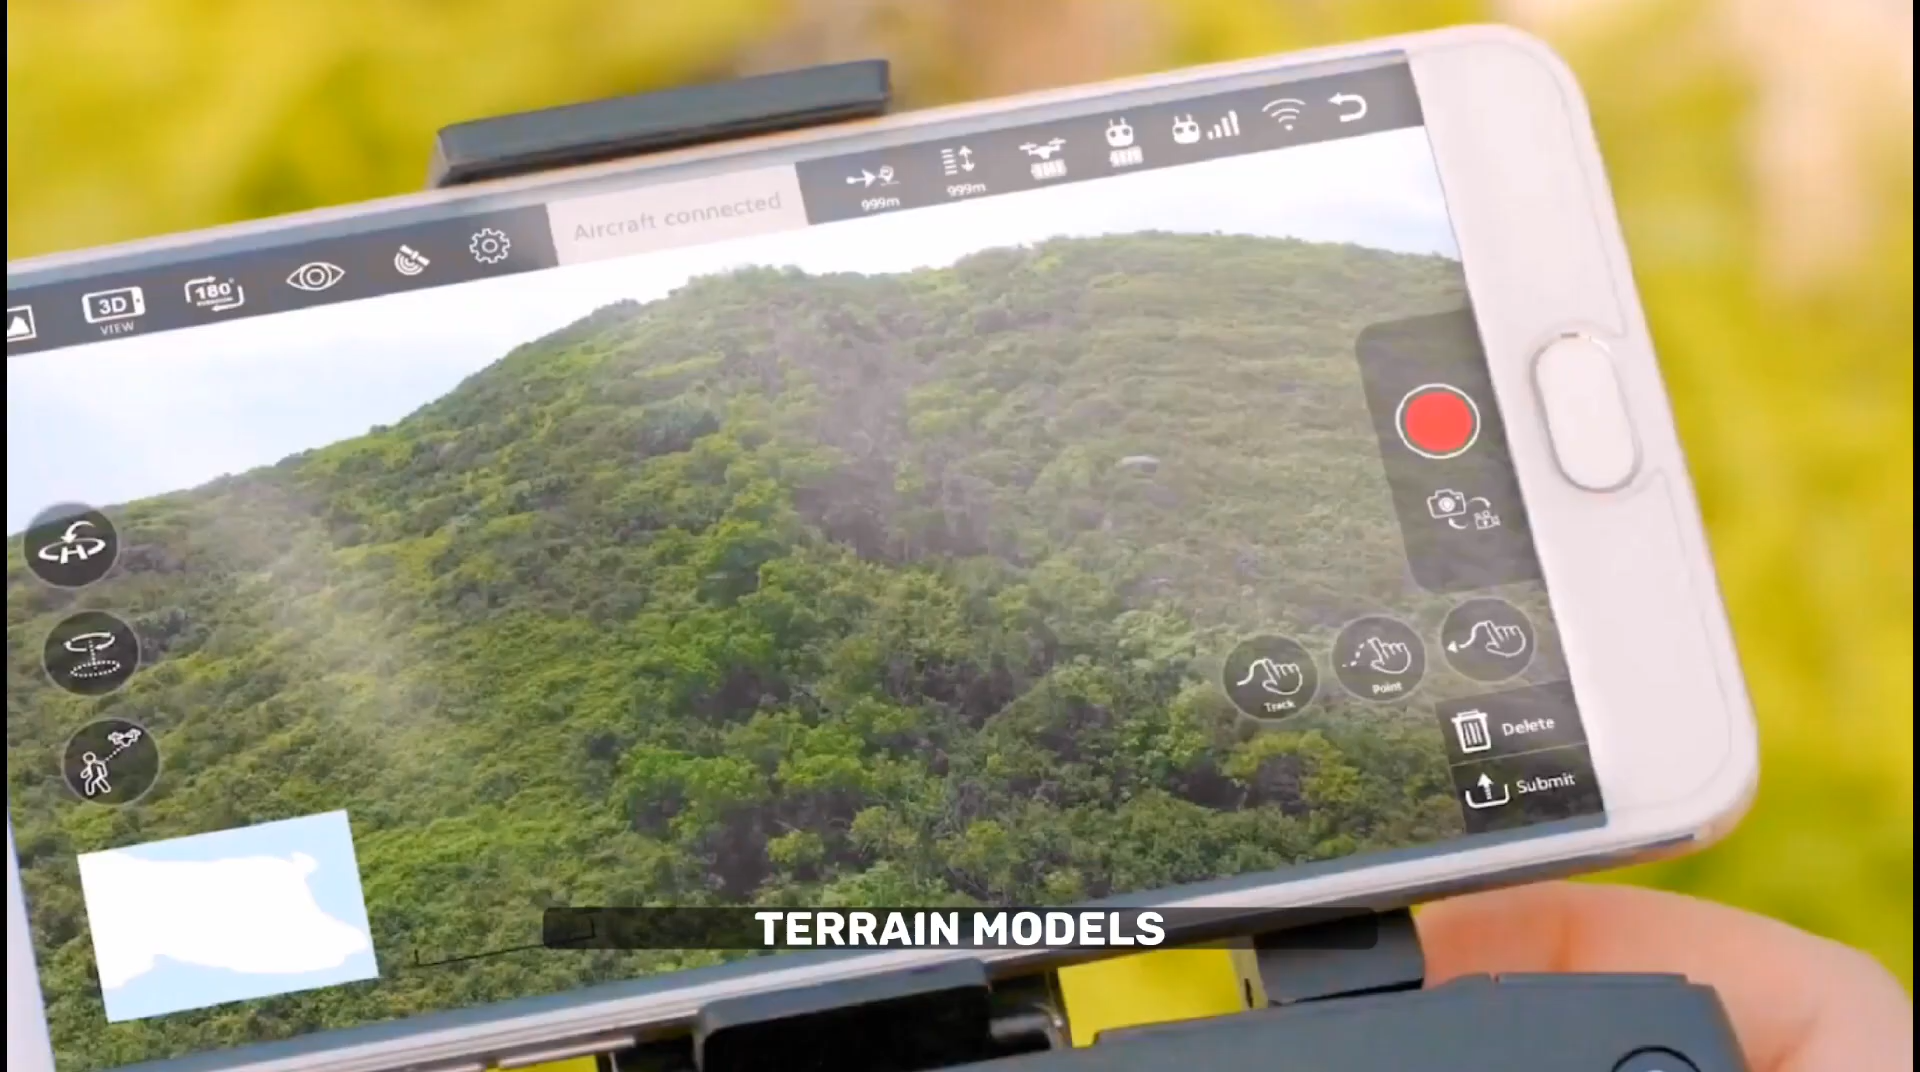 Aircraft connected
999m
999m
3D
VIEW
180°
H
Track
Point
Delete
Submit
TERRAIN MODELS